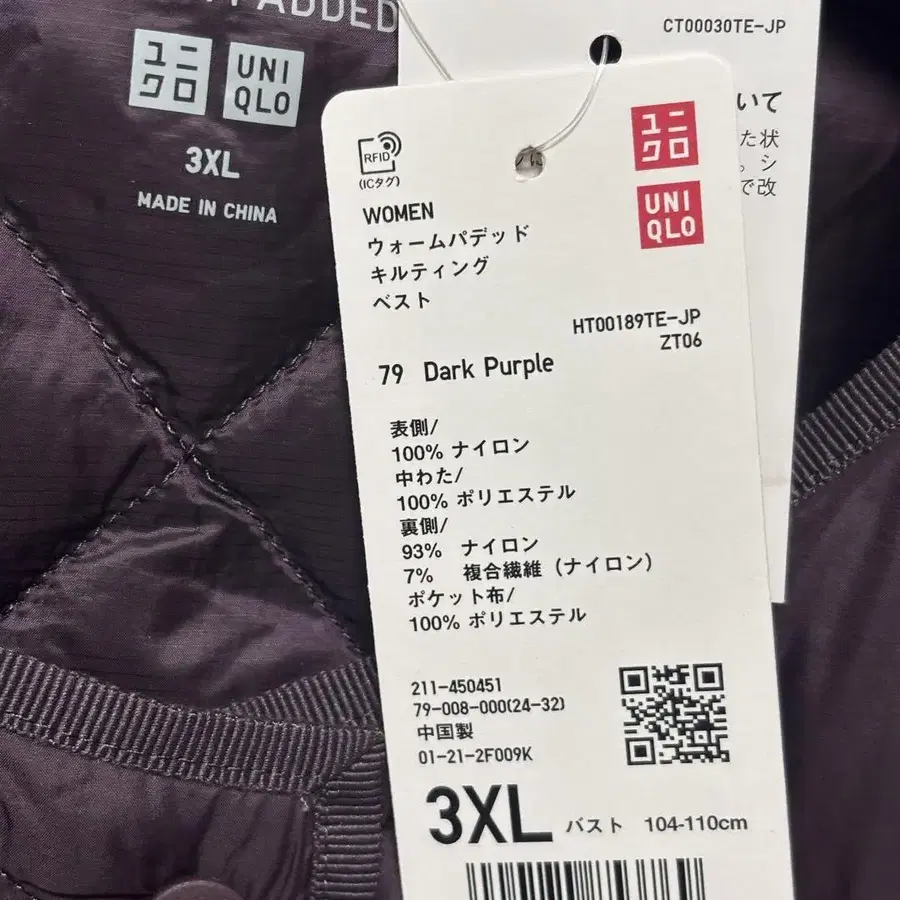 ADDED
ユニ
クロ
UNI
QLO
3XL
MADE IN CHINA
CT00030TE-JP
いて
た状
。シ
で改
RFID
(ICタグ)
ユニ
クロ
UNI
QLO
WOMEN
ウォームパデッド
キルティング
ベスト
HT00189TE-JP
ZT06
79 Dark Purple
表側/
100% ナイロン
中わた/
100% ポリエステル
裏側/
93% ナイロン
7% 複合繊維（ナイロン）
ポケット布/
100% ポリエステル
211-450451
79-008-000(24-32)
中国製
01-21-2F009K
3XL バスト 104-110cm